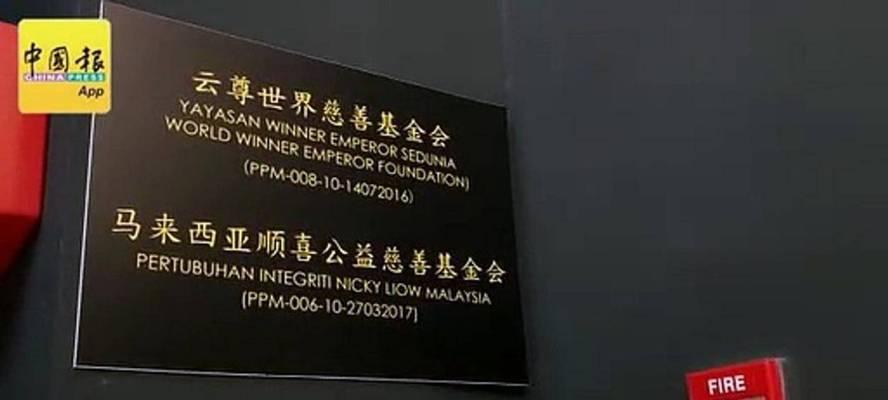 中國報
CHINA PRESS
App
云尊世界慈善基金会
YAYASAN WINNER EMPEROR SEDUNIA
WORLD WINNER EMPEROR FOUNDATION)
(PPM-008-10-14072016)
马来西亚顺喜公益慈善基金会
PERTUBUHAN INTEGRITI NICKY LIOW MALAYSIA
(PPM-006-10-27032017)
FIRE